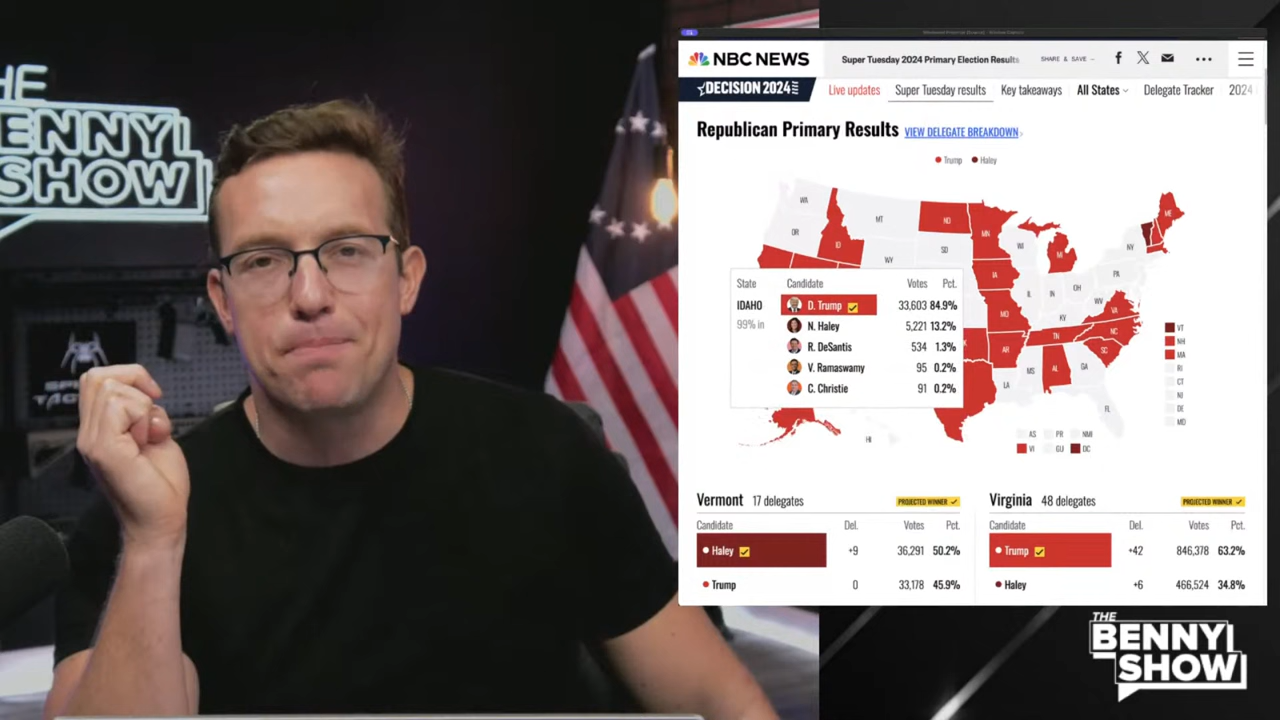 THE
BENNY
SHOW
NBC NEWS
Super Tuesday 2024 Primary Election Results
SHARE & SAVE –
DECISION 2024
Live updates
Super Tuesday results
Key takeaways
All States
Delegate Tracker
2024
Republican Primary Results
VIEW DELEGATE BREAKDOWN
Trump
Haley
WA
MT
ND
MN
ME
OR
ID
SD
WI
MI
NY
WY
IA
PA
IL
IN
OH
WV
VA
MO
KY
NC
TN
AR
SC
MS
AL
GA
LA
FL
HI
VT
NH
MA
RI
CT
NJ
DE
MD
AS
PR
NMI
VI
GU
DC
State Candidate Votes Pct.
IDAHO D. Trump 33,603 84.9%
99% in N. Haley 5,221 13.2%
R. DeSantis 534 1.3%
V. Ramaswamy 95 0.2%
C. Christie 91 0.2%
Vermont 17 delegates PROJECTED WINNER
Candidate Del. Votes Pct.
Haley +9 36,291 50.2%
Trump 0 33,178 45.9%
Virginia 48 delegates PROJECTED WINNER
Candidate Del. Votes Pct.
Trump +42 846,378 63.2%
Haley +6 466,524 34.8%
THE
BENNY
SHOW